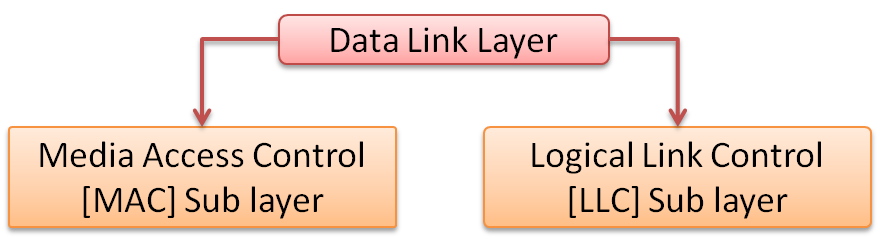 Data Link Layer
Media Access Control
[MAC] Sub layer
Logical Link Control
[LLC] Sub layer